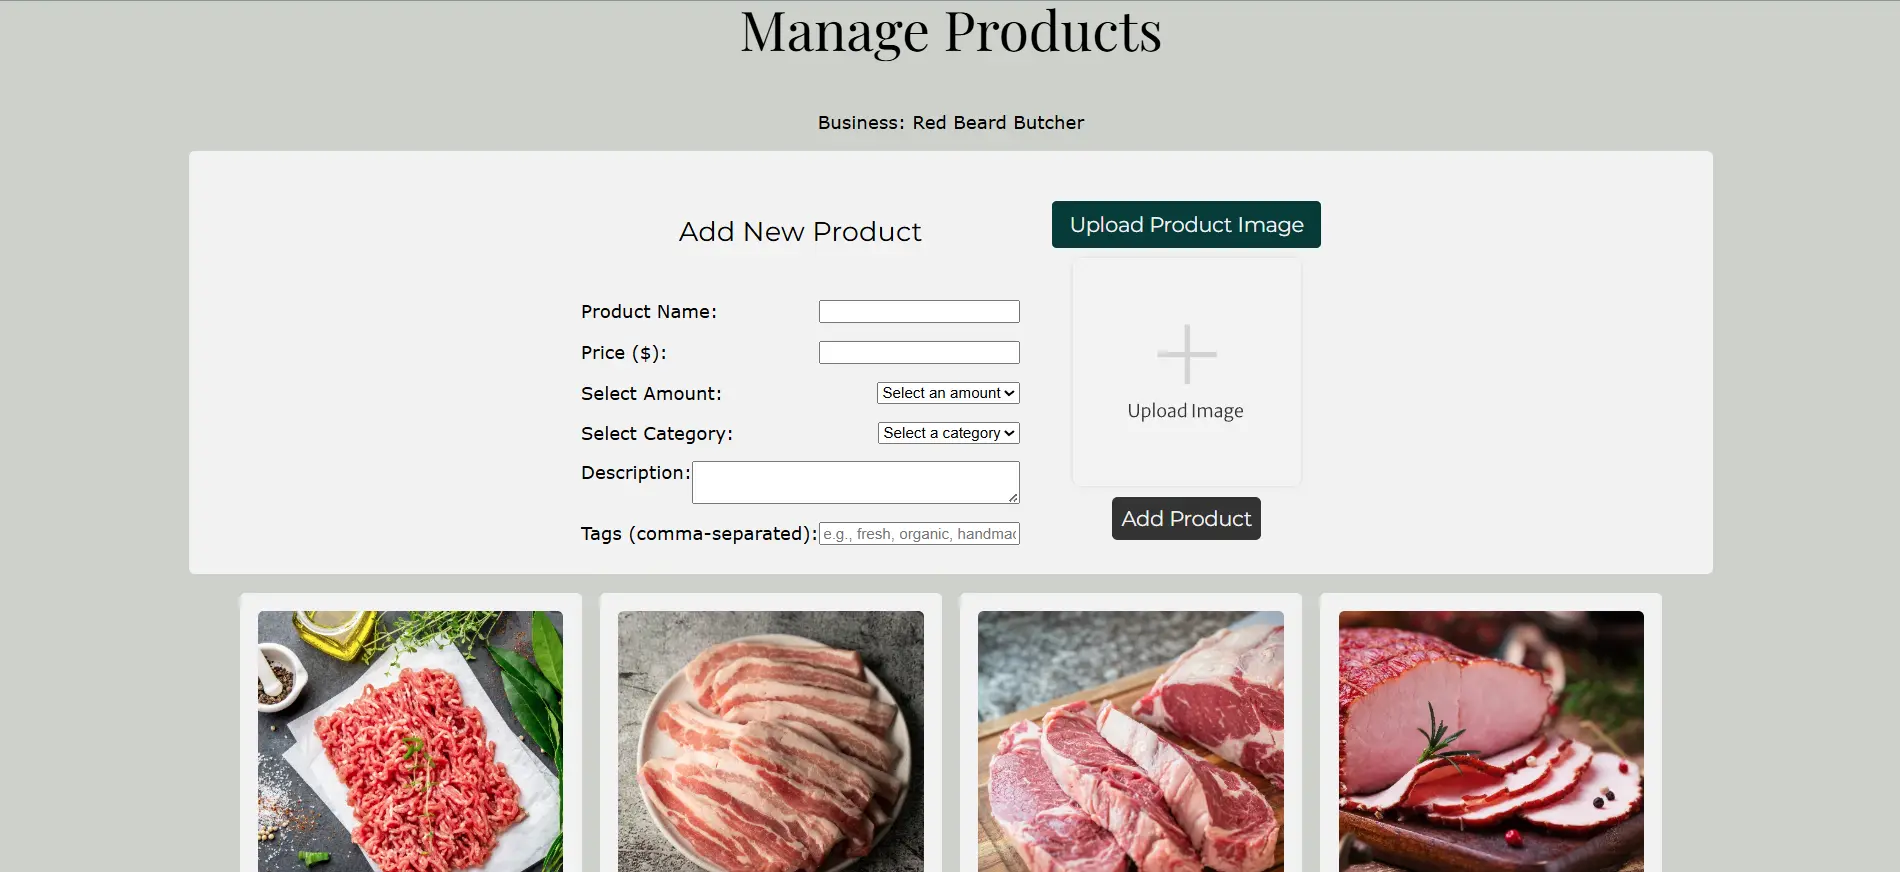 Manage Products
Business: Red Beard Butcher
Add New Product
Product Name:
Price ($):
Select Amount:
Select an amount
Select Category:
Select a category
Description:
Tags (comma-separated):
e.g., fresh, organic, handmac
Upload Product Image
Upload Image
Add Product